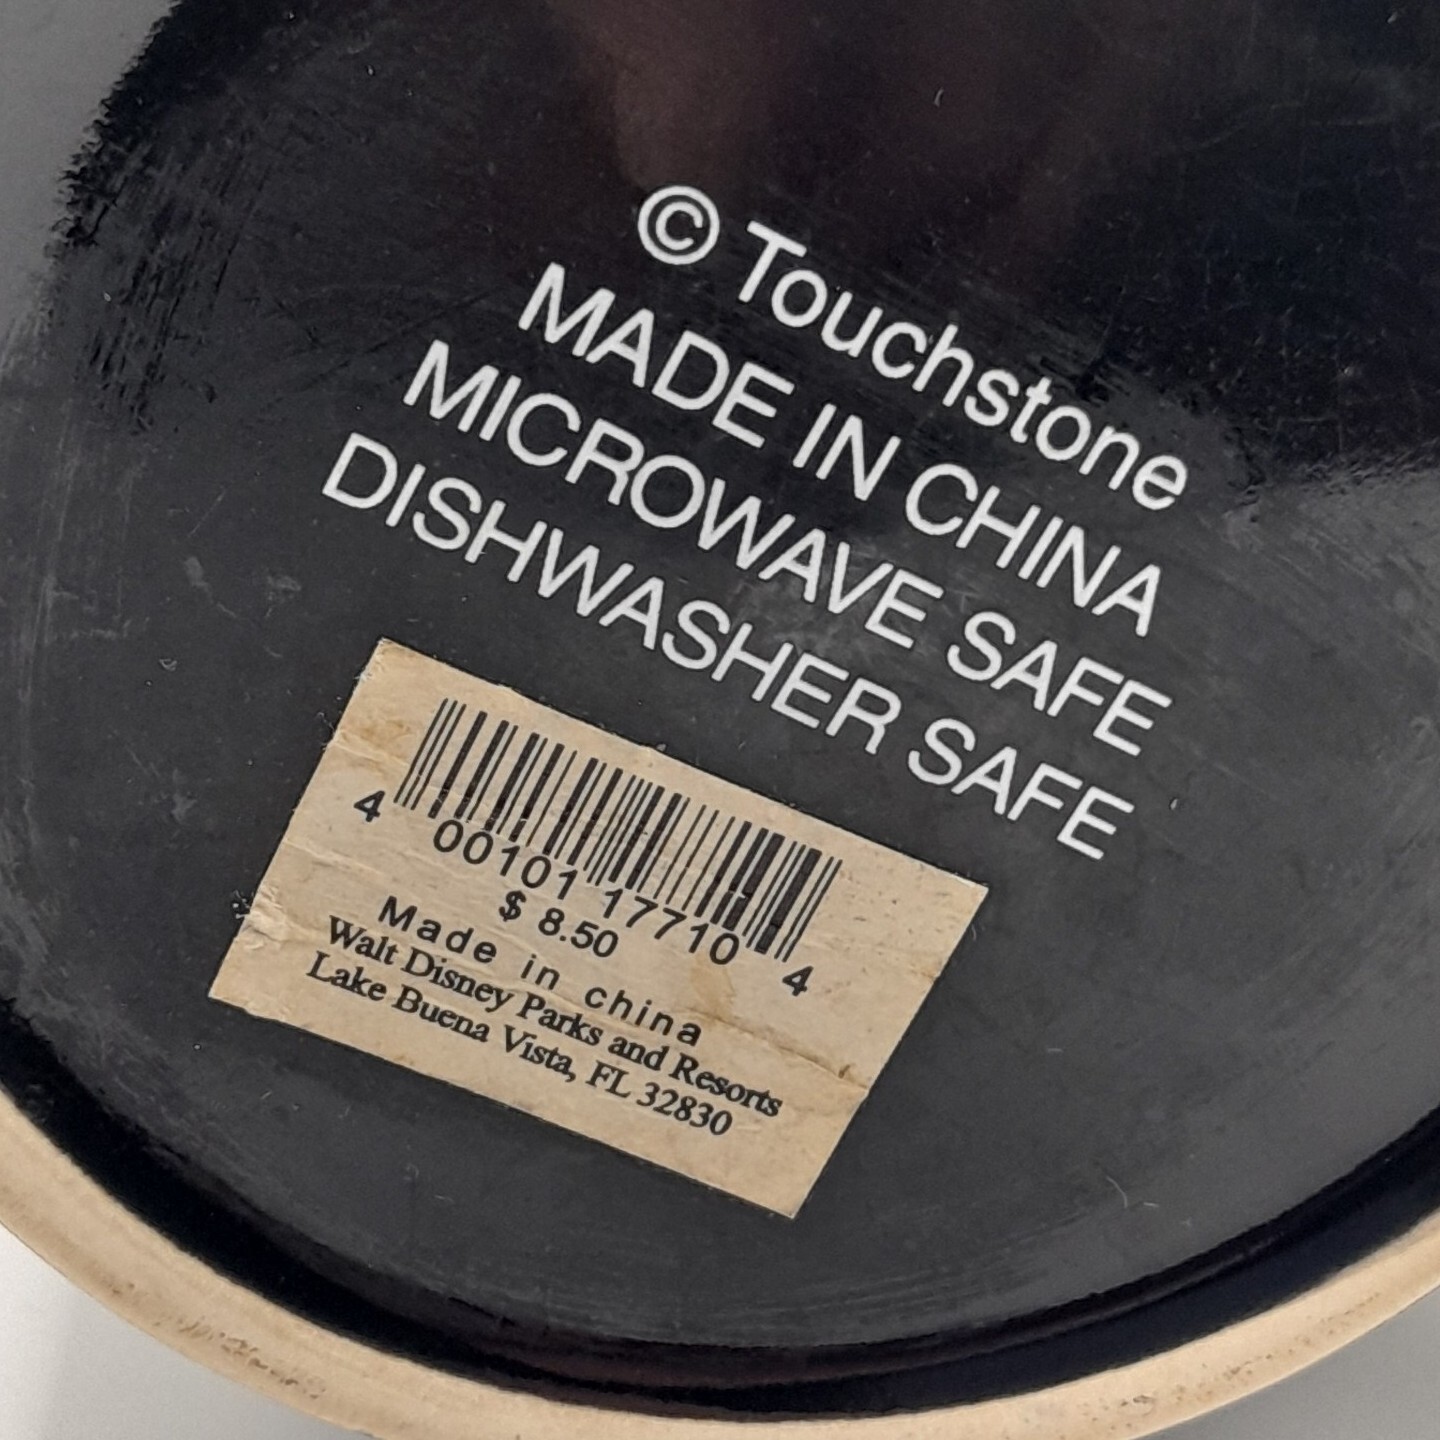 © Touchstone
MADE IN CHINA
MICROWAVE SAFE
DISHWASHER SAFE
4 00101 17710 4
$ 8.50
Made in china
Walt Disney Parks and Resorts
Lake Buena Vista, FL 32830